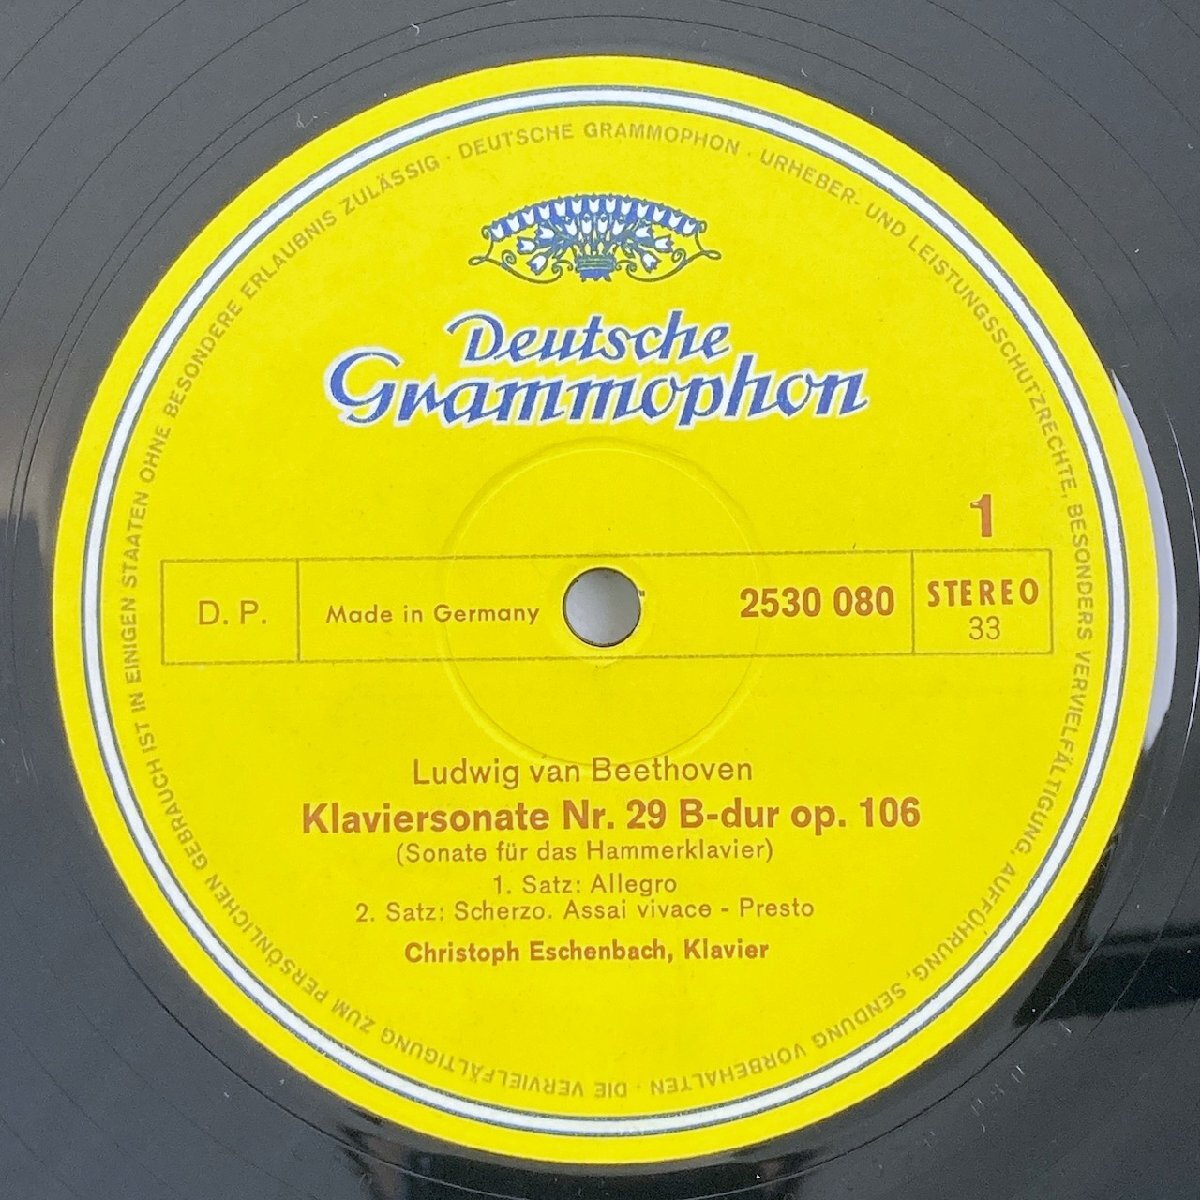 DEUTSCHE GRAMMOPHON · URHEBER- UND LEISTUNGSSCHUTZRECHTE, BESONDERS VERVIELFÄLTIGUNG, AUFFÜHRUNG, SENDUNG VORBEHALTEN · DIE VERVIELFÄLTIGUNG ZUM PERSÖNLICHEN GEBRAUCH IST IN EINIGEN STAATEN OHNE BESONDERE ERLAUBNIS ZULÄSSIG ·
Deutsche
Grammophon
1
D. P.
Made in Germany
2530 080
STEREO
33
Ludwig van Beethoven
Klaviersonate Nr. 29 B-dur op. 106
(Sonate für das Hammerklavier)
1. Satz: Allegro
2. Satz: Scherzo. Assai vivace - Presto
Christoph Eschenbach, Klavier